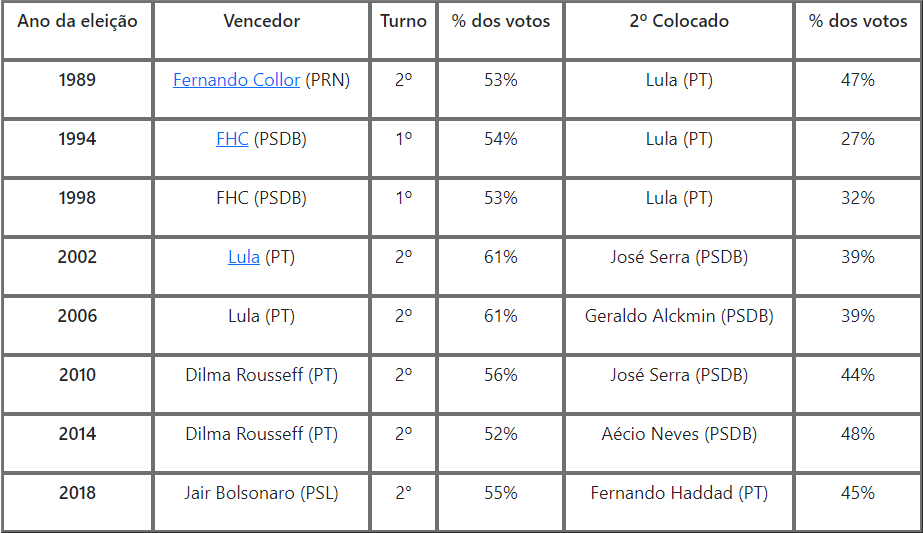 Ano da eleição Vencedor Turno % dos votos 2º Colocado % dos votos
1989 Fernando Collor (PRN) 2º 53% Lula (PT) 47%
1994 FHC (PSDB) 1º 54% Lula (PT) 27%
1998 FHC (PSDB) 1º 53% Lula (PT) 32%
2002 Lula (PT) 2º 61% José Serra (PSDB) 39%
2006 Lula (PT) 2º 61% Geraldo Alckmin (PSDB) 39%
2010 Dilma Rousseff (PT) 2º 56% José Serra (PSDB) 44%
2014 Dilma Rousseff (PT) 2º 52% Aécio Neves (PSDB) 48%
2018 Jair Bolsonaro (PSL) 2° 55% Fernando Haddad (PT) 45%